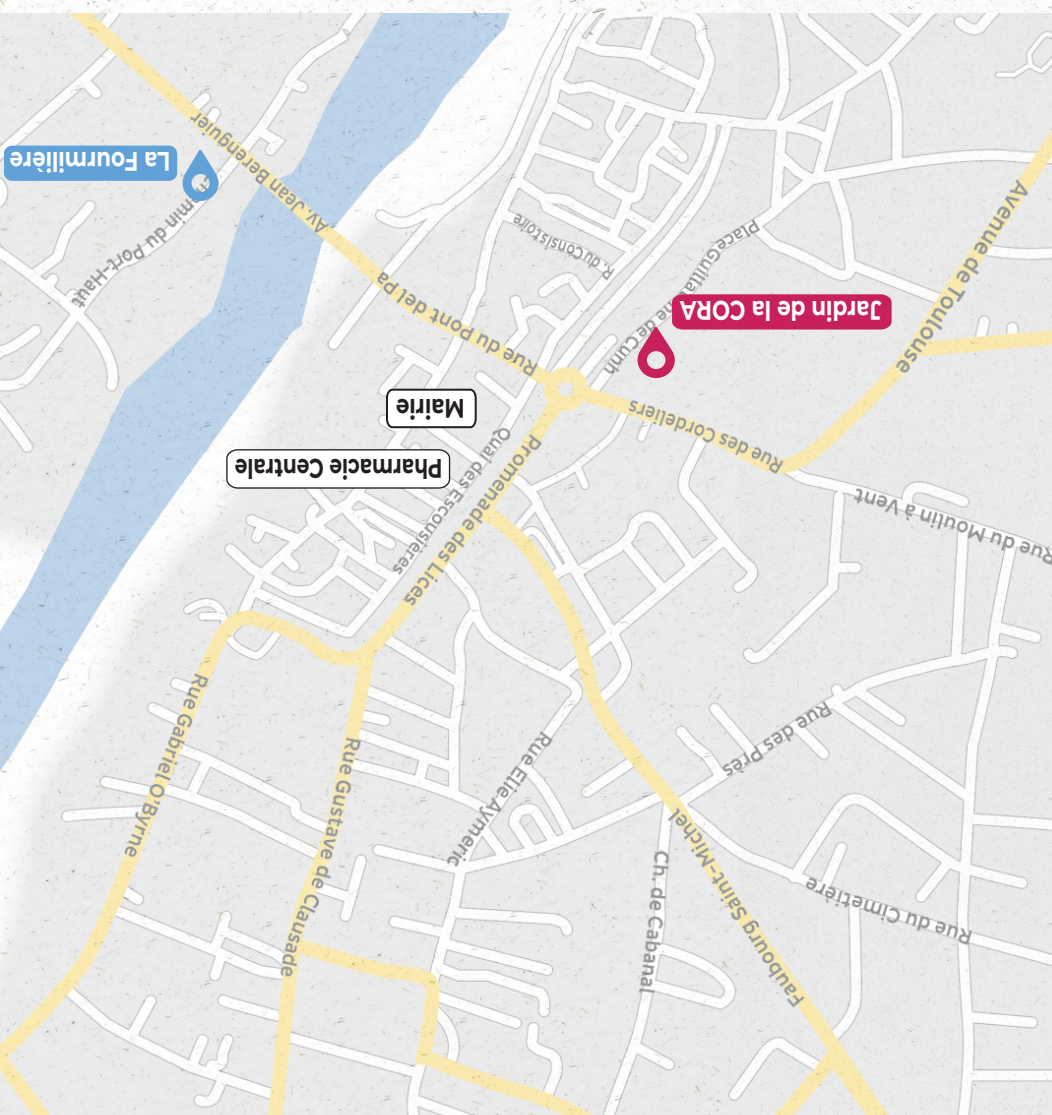 Rue du Cimetière
Faubourg Saint-Michel
Ch. de Cabanal
Rue Gustave de Clausade
Rue Gabriel O'Byrne
Rue Elie Aymeric
Rue des Près
Rue du Moulin à Vent
Promenade des Lices
Quai des Escousières
Pharmacie Centrale
Mairie
Rue des Cordeliers
Avenue de Toulouse
Jardin de la CORA
Rue du Pont del Pa
Place Guillaume de Cunh
R. du Consistoire
Av. Jean Berenguier
Chemin du Port-Haut
La Fourmilière